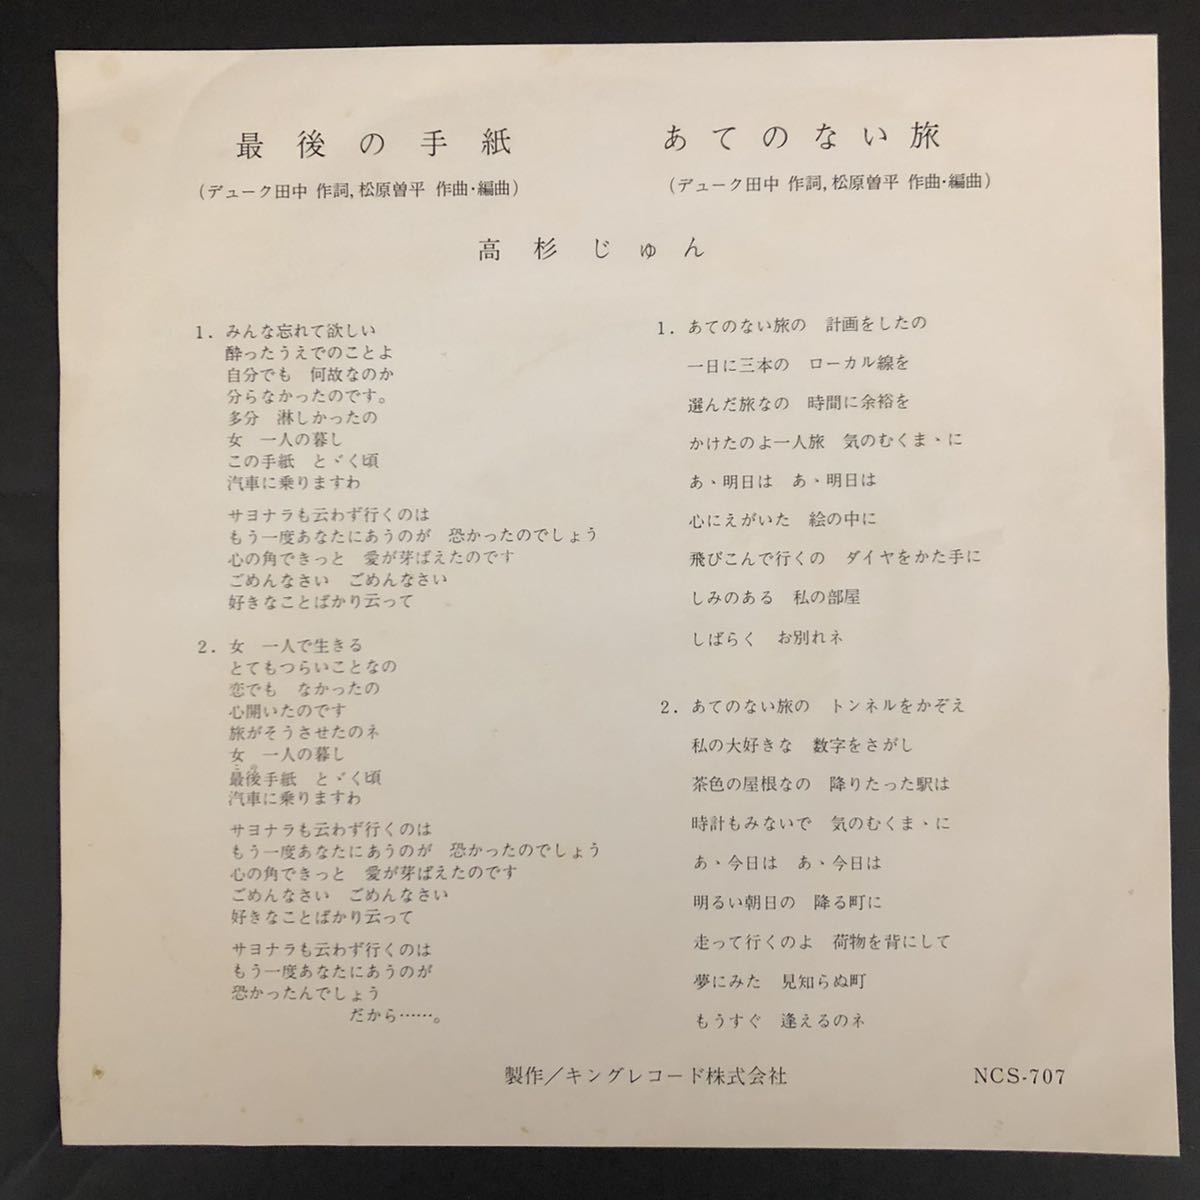 最後の手紙
(デューク田中 作詞, 松原曽平 作曲・編曲)
あてのない旅
(デューク田中 作詞, 松原曽平 作曲・編曲)
高杉じゅん
1. みんな忘れて欲しい
酔ったうえでのことよ
自分でも 何故なのか
分らなかったのです。
多分 淋しかったの
女 一人の暮し
この手紙 とゞく頃
汽車に乗りますわ
サヨナラも云わず行くのは
もう一度あなたにあうのが 恐かったのでしょう
心の角できっと 愛が芽ばえたのです
ごめんなさい ごめんなさい
好きなことばかり云って
2. 女 一人で生きる
とてもつらいことなの
恋でも なかったの
心開いたのです
旅がそうさせたのネ
女 一人の暮し
この
最後手紙 とゞく頃
汽車に乗りますわ
サヨナラも云わず行くのは
もう一度あなたにあうのが 恐かったのでしょう
心の角できっと 愛が芽ばえたのです
ごめんなさい ごめんなさい
好きなことばかり云って
サヨナラも云わず行くのは
もう一度あなたにあうのが
恐かったんでしょう
だから……。
1. あてのない旅の 計画をしたの
一日に三本の ローカル線を
選んだ旅なの 時間に余裕を
かけたのよ一人旅 気のむくまゝに
あゝ明日は あゝ明日は
心にえがいた 絵の中に
飛びこんで行くの ダイヤをかた手に
しみのある 私の部屋
しばらく お別れネ
2. あてのない旅の トンネルをかぞえ
私の大好きな 数字をさがし
茶色の屋根なの 降りたった駅は
時計もみないで 気のむくまゝに
あゝ今日は あゝ今日は
明るい朝日の 降る町に
走って行くのよ 荷物を背にして
夢にみた 見知らぬ町
もうすぐ 逢えるのネ
製作/キングレコード株式会社
NCS-707